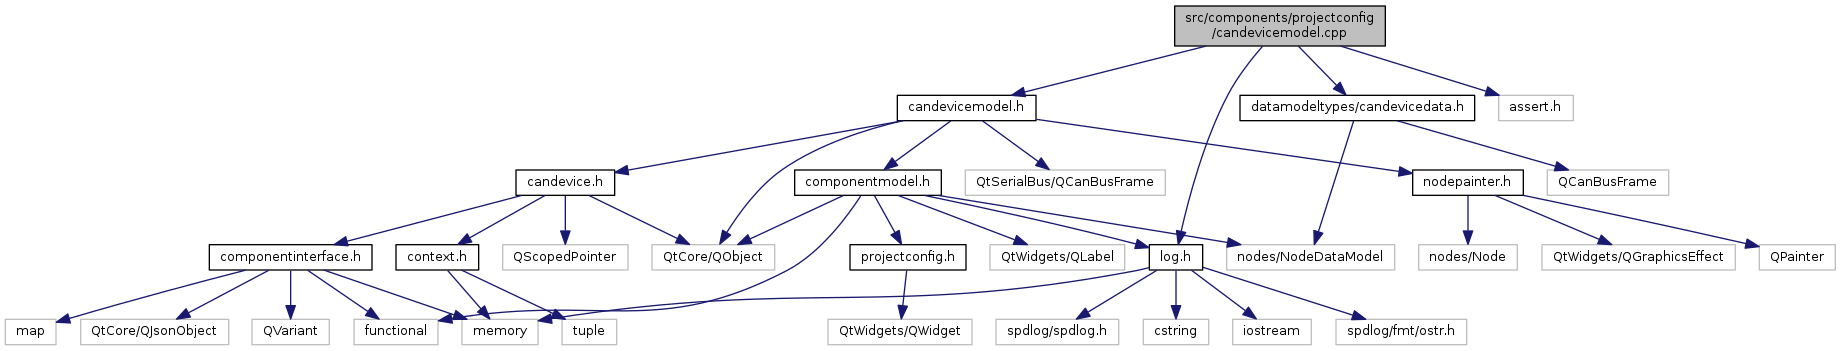 src/components/projectconfig
/candevicemodel.cpp
candevicemodel.h
datamodeltypes/candevicedata.h
assert.h
candevice.h
componentmodel.h
QtSerialBus/QCanBusFrame
nodepainter.h
QCanBusFrame
componentinterface.h
context.h
QScopedPointer
QtCore/QObject
projectconfig.h
QtWidgets/QLabel
log.h
nodes/NodeDataModel
nodes/Node
QtWidgets/QGraphicsEffect
QPainter
map
QtCore/QJsonObject
QVariant
functional
memory
tuple
QtWidgets/QWidget
spdlog/spdlog.h
cstring
iostream
spdlog/fmt/ostr.h